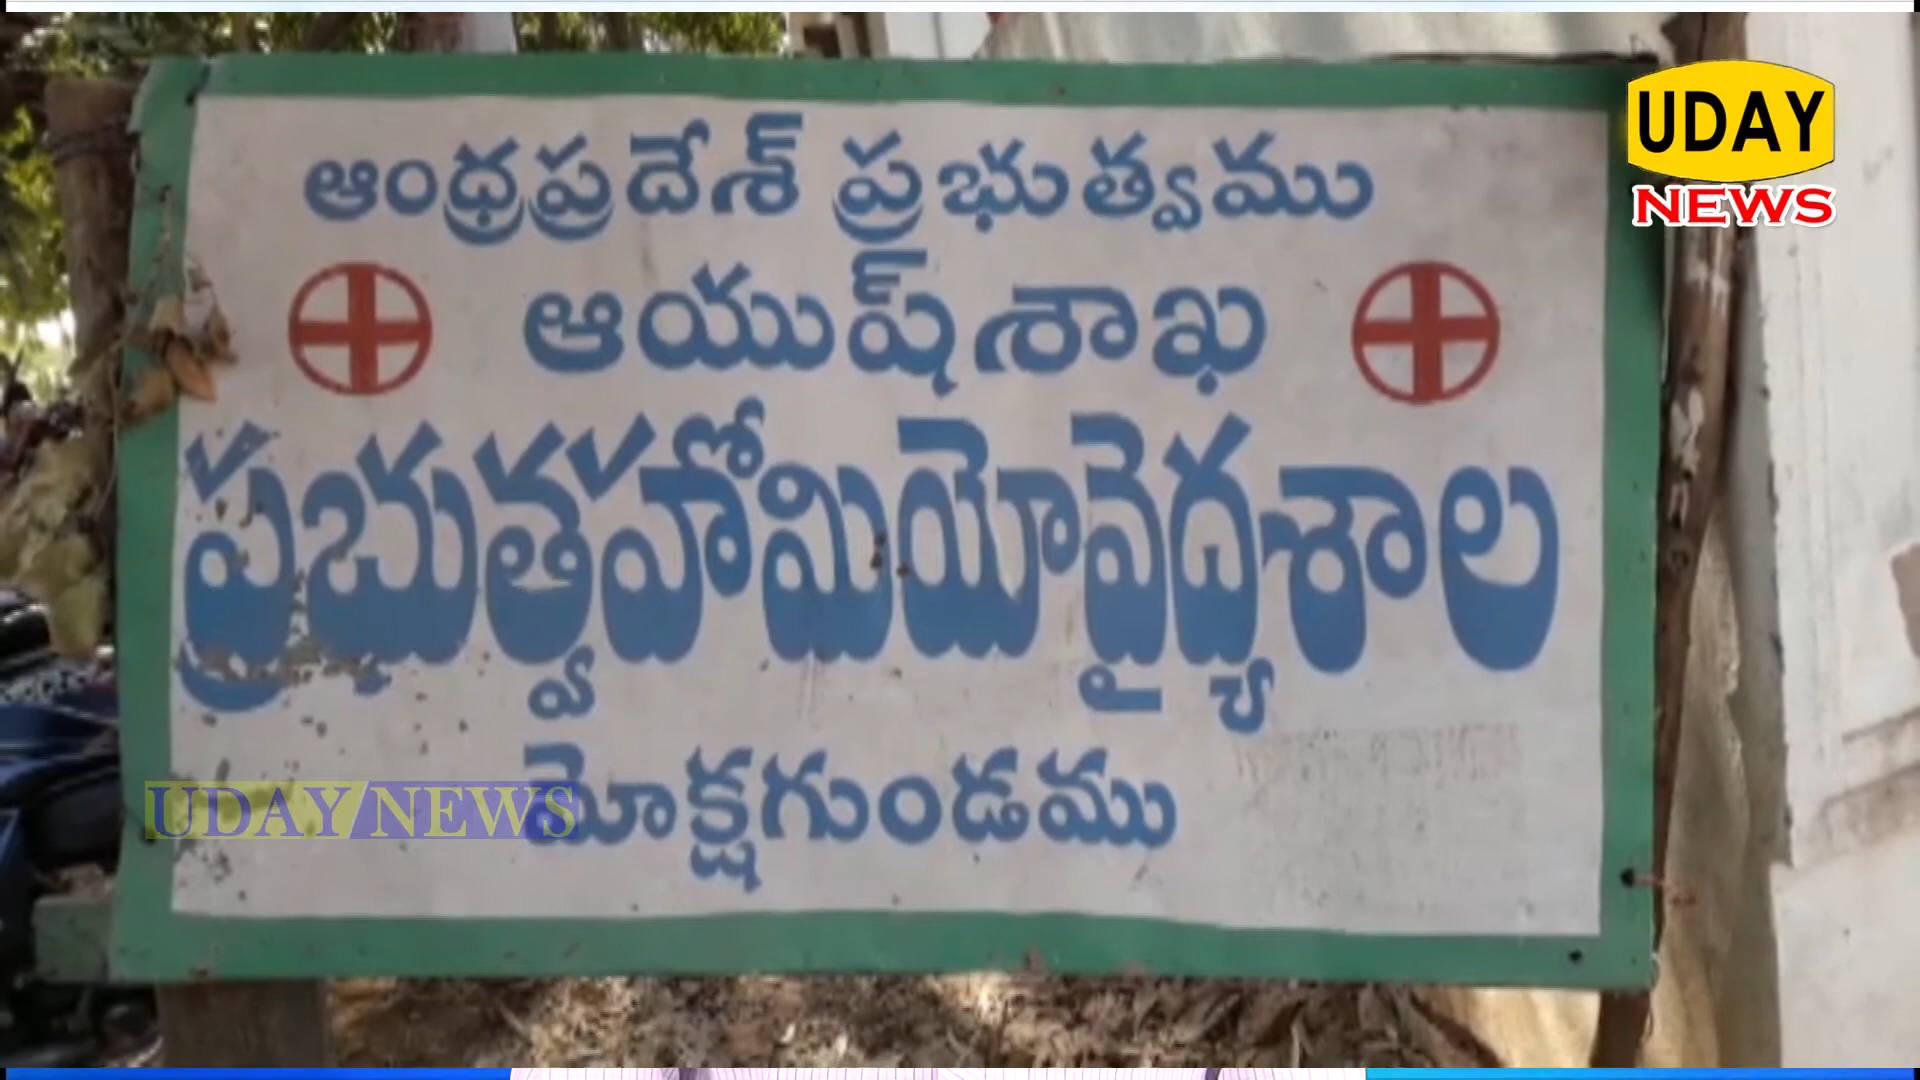 ఆంధ్రప్రదేశ్ ప్రభుత్వము
ఆయుష్‌శాఖ
ప్రభుత్వహోమియోవైద్యశాల
మోక్షగుండము
UDAY
NEWS
UDAY NEWS